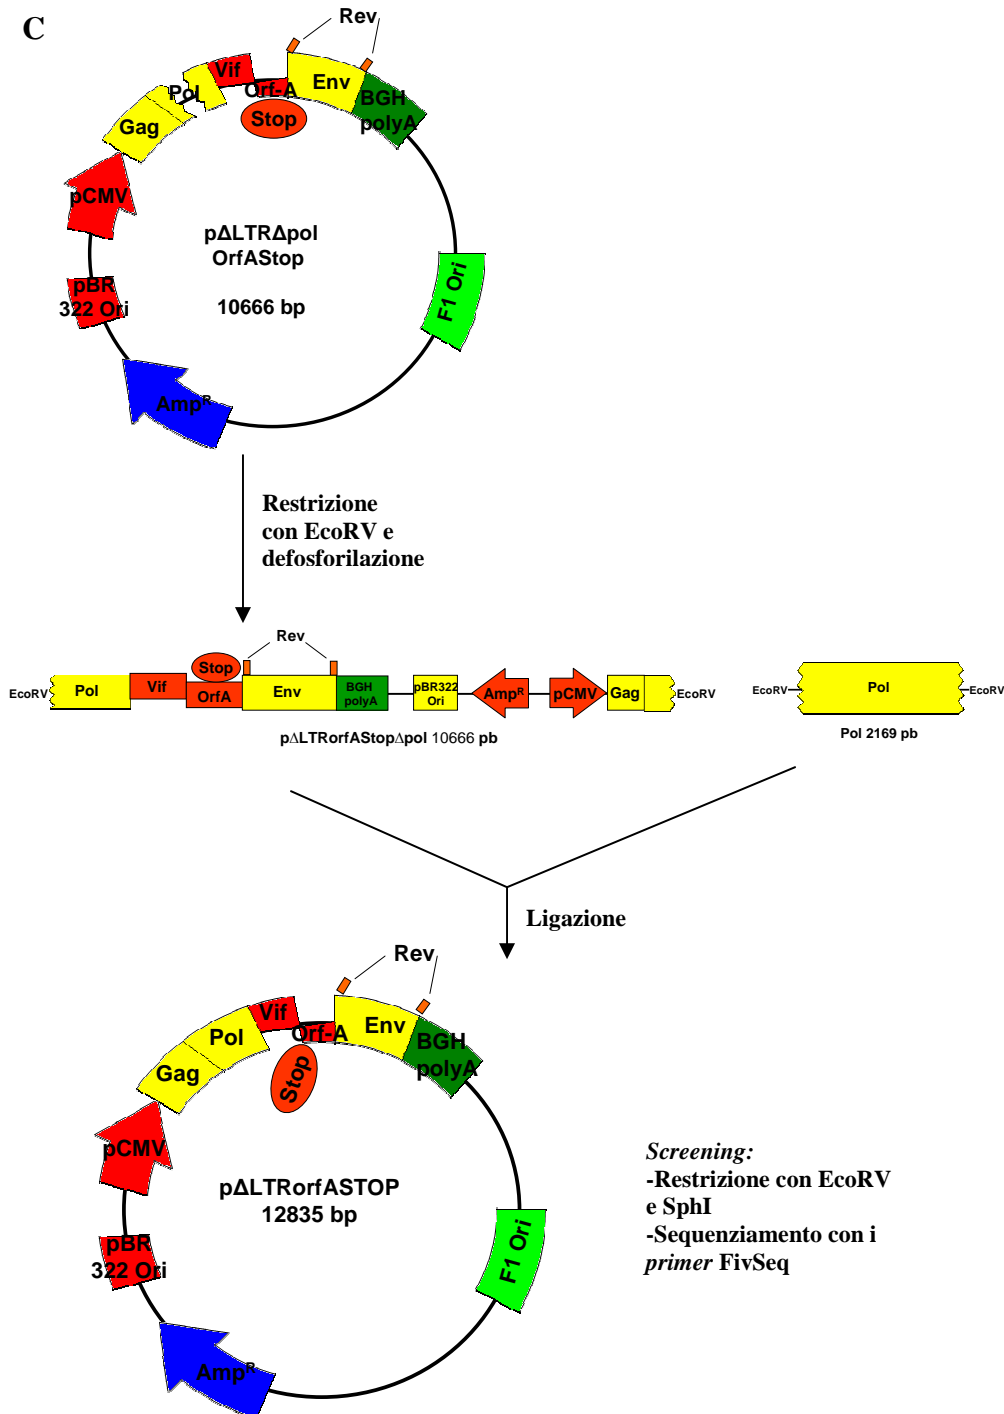 C
Rev
Vif
Orf-A
Env
Pol
Stop
BGH
polyA
Gag
pCMV
pΔLTRΔpol
OrfAStop
10666 bp
pBR
322 Ori
F1 Ori
Amp^R
Restrizione
con EcoRV e
defosforilazione
Rev
Stop
EcoRV
Pol
Vif
OrfA
Env
BGH
polyA
pBR322
Ori
Amp^R
pCMV
Gag
EcoRV
EcoRV
Pol
EcoRV
pΔLTRorfAStopΔpol 10666 pb
Pol 2169 pb
Ligazione
Rev
Vif
Orf-A
Env
Pol
BGH
polyA
Gag
Stop
pCMV
pΔLTRorfASTOP
12835 bp
pBR
322 Ori
F1 Ori
Amp^R
Screening:
-Restrizione con EcoRV
e SphI
-Sequenziamento con i
primer FivSeq